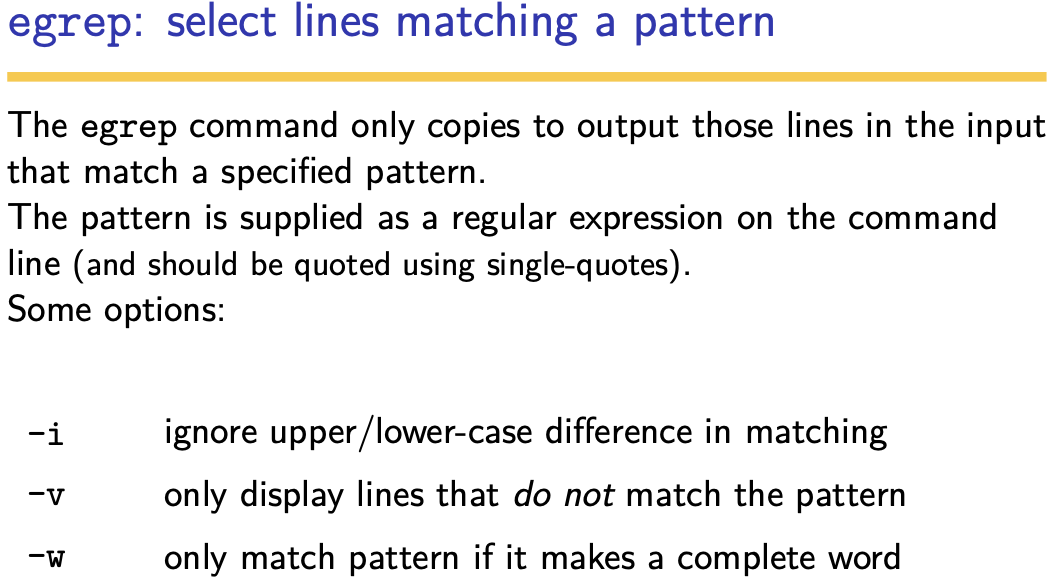 egrep: select lines matching a pattern
The egrep command only copies to output those lines in the input
that match a specified pattern.
The pattern is supplied as a regular expression on the command
line (and should be quoted using single-quotes).
Some options:
-i ignore upper/lower-case difference in matching
-v only display lines that do not match the pattern
-w only match pattern if it makes a complete word